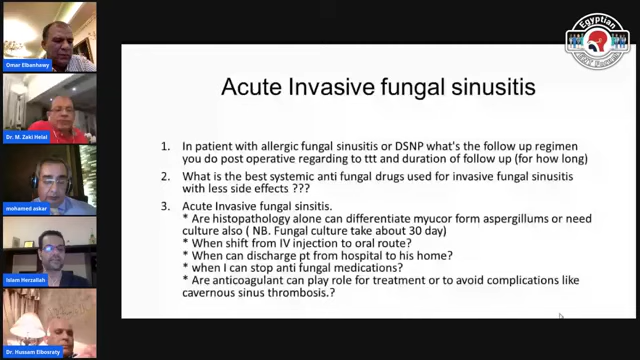 Egyptian
Acute Invasive fungal sinusitis
1. In patient with allergic fungal sinusitis or DSNP what's the follow up regimen
you do post operative regarding to ttt and duration of follow up (for how long)
2. What is the best systemic anti fungal drugs used for invasive fungal sinusitis
with less side effects ???
3. Acute Invasive fungal sinsitis.
* Are histopathology alone can differentiate myucor form aspergillums or need
culture also ( NB. Fungal culture take about 30 day)
* When shift from IV injection to oral route?
* When can discharge pt from hospital to his home?
* when I can stop anti fungal medications?
* Are anticoagulant can play role for treatment or to avoid complications like
cavernous sinus thrombosis.?
Omar Elbanhawy
Dr. M. Zaki Helal
mohamed askar
Islam Herzallah
Dr. Hussam Elbosraty